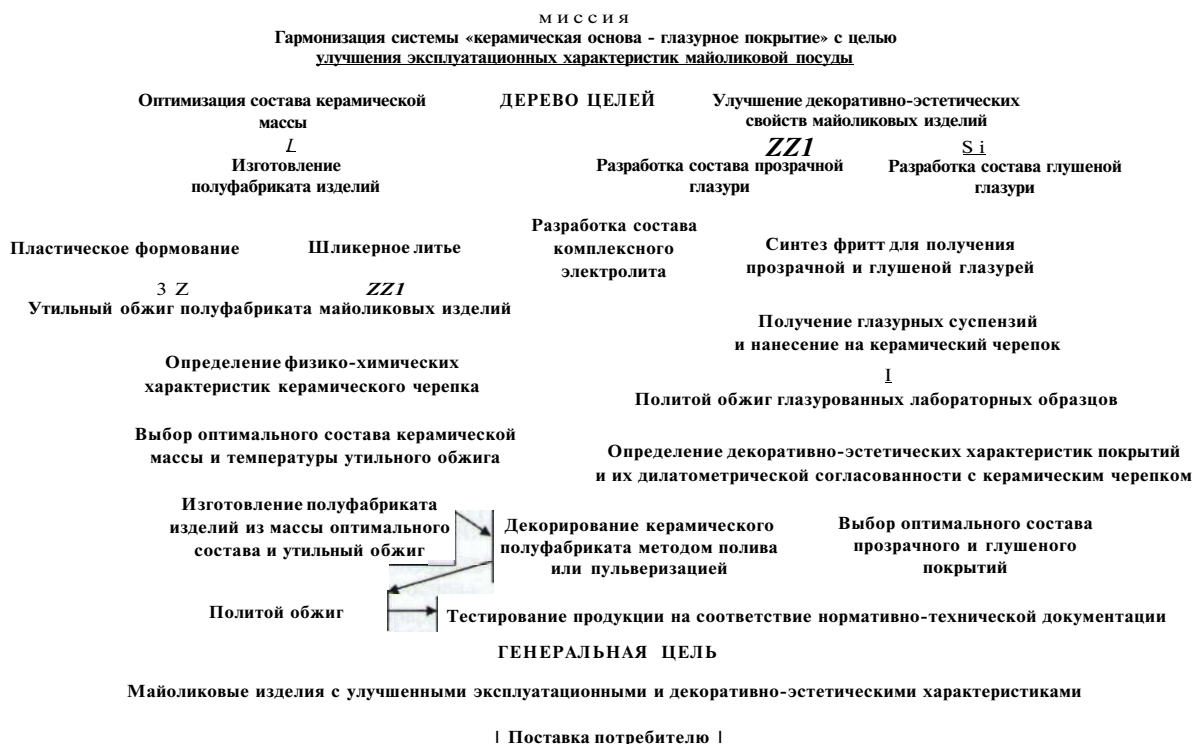 миссия
Гармонизация системы «керамическая основа - глазурное покрытие» с целью
улучшения эксплуатационных характеристик майоликовой посуды
Оптимизация состава керамической
массы
ДЕРЕВО ЦЕЛЕЙ
Улучшение декоративно-эстетических
свойств майоликовых изделий
I
Изготовление
полуфабриката изделий
ZZ1
Разработка состава прозрачной
глазури
Si
Разработка состава глушеной
глазури
Пластическое формование
Шликерное литье
Разработка состава
комплексного
электролита
Синтез фритт для получения
прозрачной и глушеной глазурей
3 Z
ZZ1
Утильный обжиг полуфабриката майоликовых изделий
Получение глазурных суспензий
и нанесение на керамический черепок
Определение физико-химических
характеристик керамического черепка
I
Политой обжиг глазурованных лабораторных образцов
Выбор оптимального состава керамической
массы и температуры утильного обжига
Определение декоративно-эстетических характеристик покрытий
и их дилатометрической согласованности с керамическим черепком
Изготовление полуфабриката
изделий из массы оптимального
состава и утильный обжиг
Декорирование керамического
полуфабриката методом полива
или пульверизацией
Выбор оптимального состава
прозрачного и глушеного
покрытий
Политой обжиг
Тестирование продукции на соответствие нормативно-технической документации
ГЕНЕРАЛЬНАЯ ЦЕЛЬ
Майоликовые изделия с улучшенными эксплуатационными и декоративно-эстетическими характеристиками
| Поставка потребителю |